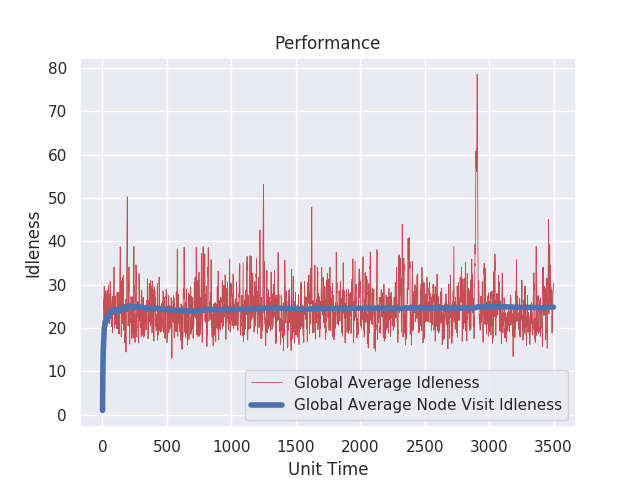 Performance
80
70
60
50
40
30
20
10
0
Idleness
Global Average Idleness
Global Average Node Visit Idleness
0 500 1000 1500 2000 2500 3000 3500
Unit Time